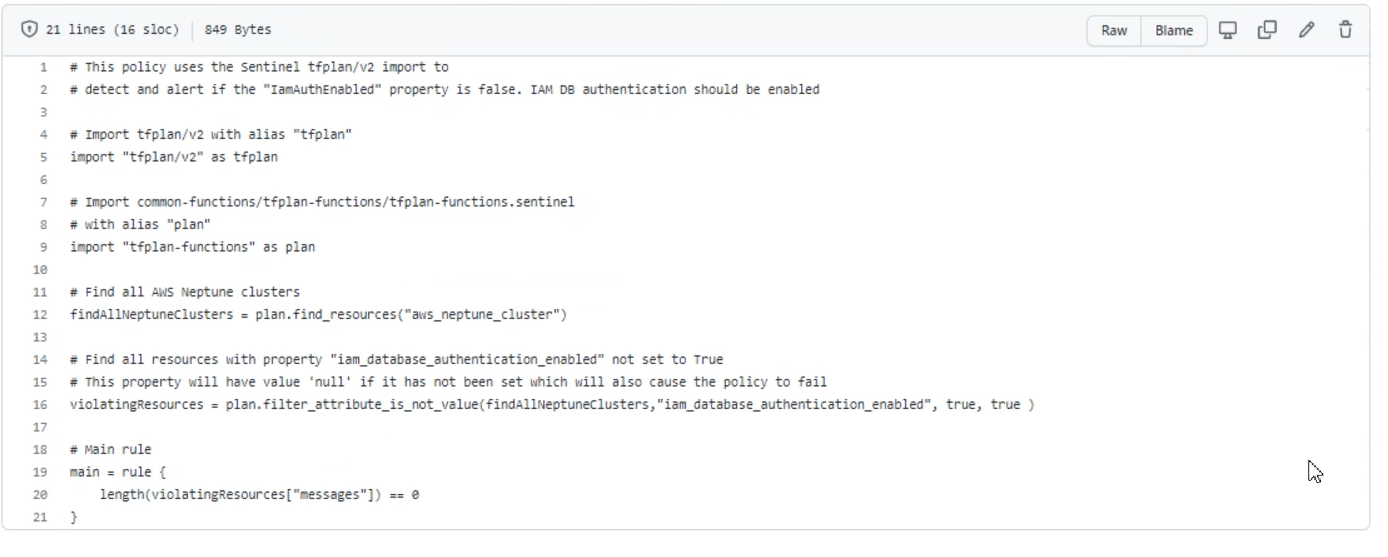 21 lines (16 sloc) 849 Bytes Raw Blame
1 # This policy uses the Sentinel tfplan/v2 import to
2 # detect and alert if the "IamAuthEnabled" property is false. IAM DB authentication should be enabled
3
4 # Import tfplan/v2 with alias "tfplan"
5 import "tfplan/v2" as tfplan
6
7 # Import common-functions/tfplan-functions/tfplan-functions.sentinel
8 # with alias "plan"
9 import "tfplan-functions" as plan
10
11 # Find all AWS Neptune clusters
12 findAllNeptuneClusters = plan.find_resources("aws_neptune_cluster")
13
14 # Find all resources with property "iam_database_authentication_enabled" not set to True
15 # This property will have value 'null' if it has not been set which will also cause the policy to fail
16 violatingResources = plan.filter_attribute_is_not_value(findAllNeptuneClusters,"iam_database_authentication_enabled", true, true )
17
18 # Main rule
19 main = rule {
20     length(violatingResources["messages"]) == 0
21 }